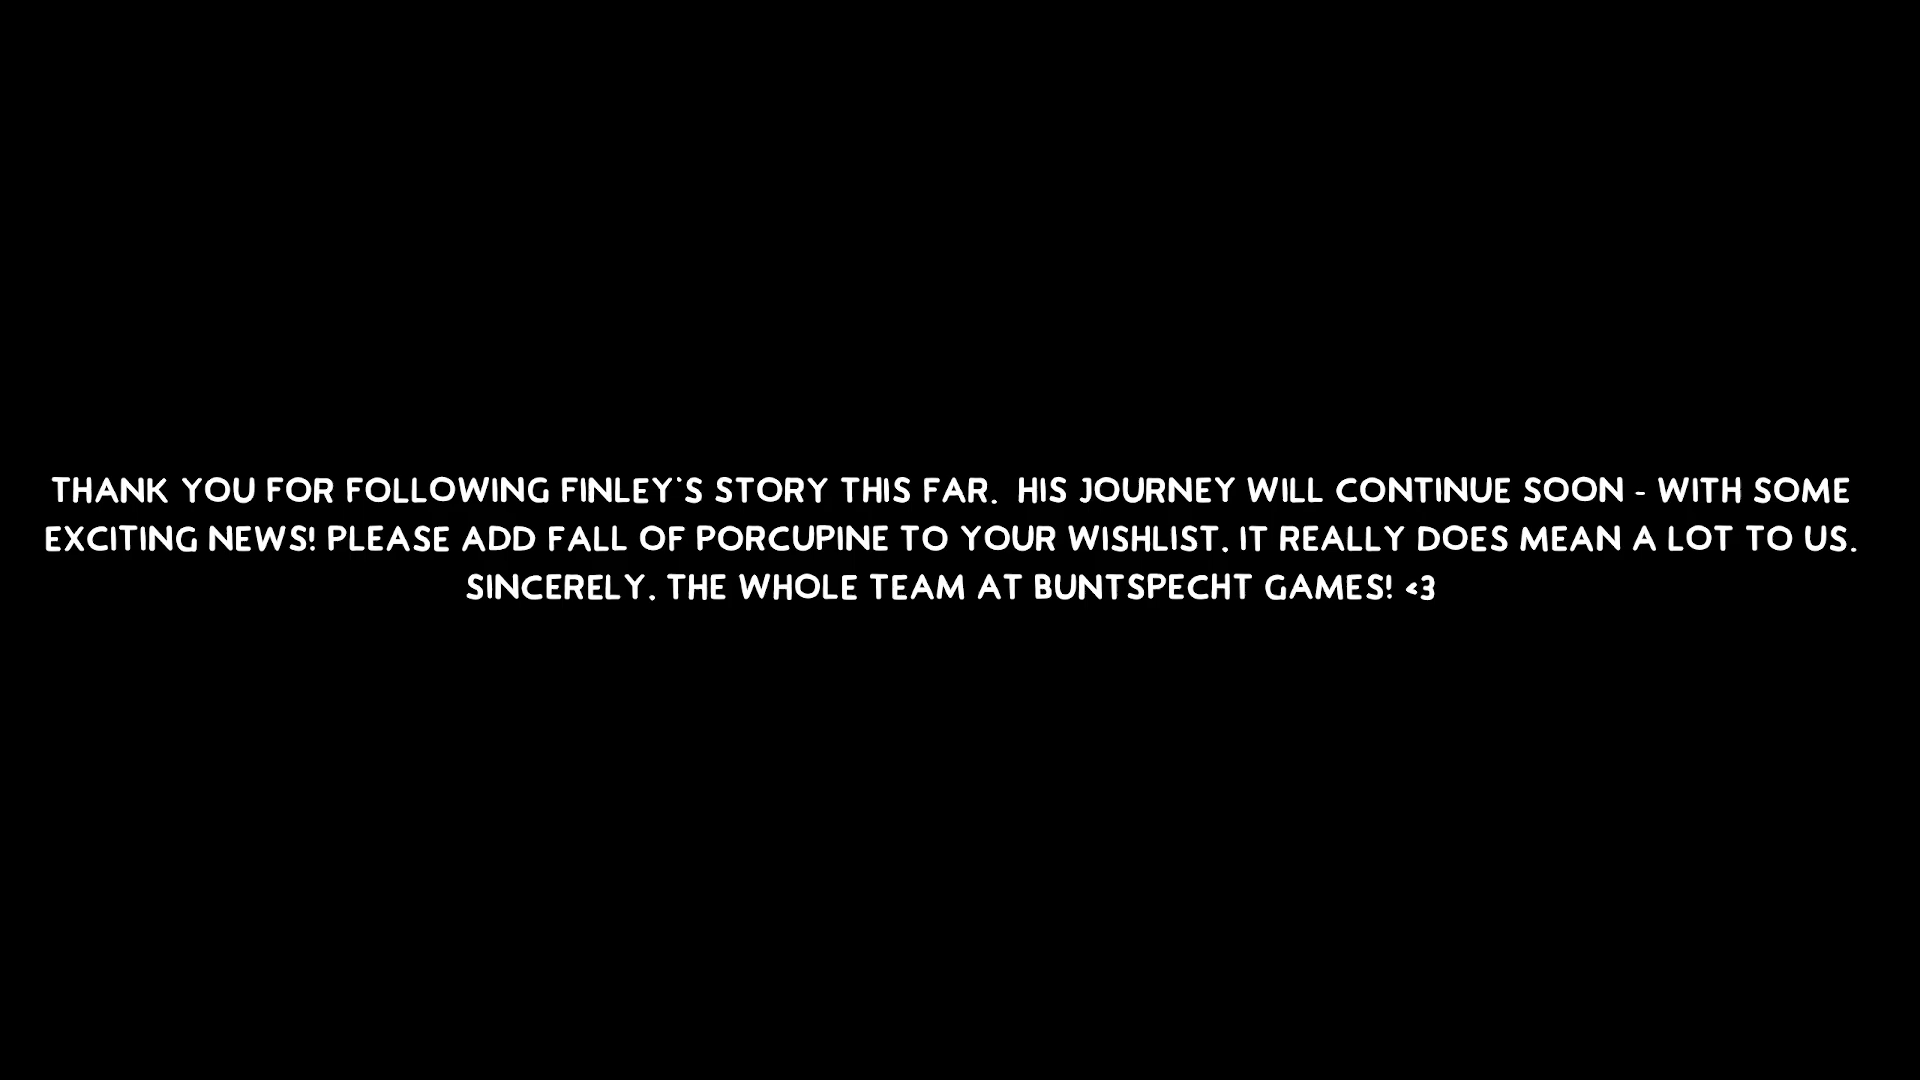 THANK YOU FOR FOLLOWING FINLEY'S STORY THIS FAR.  HIS JOURNEY WILL CONTINUE SOON - WITH SOME
EXCITING NEWS! PLEASE ADD FALL OF PORCUPINE TO YOUR WISHLIST, IT REALLY DOES MEAN A LOT TO US.
SINCERELY, THE WHOLE TEAM AT BUNTSPECHT GAMES! <3